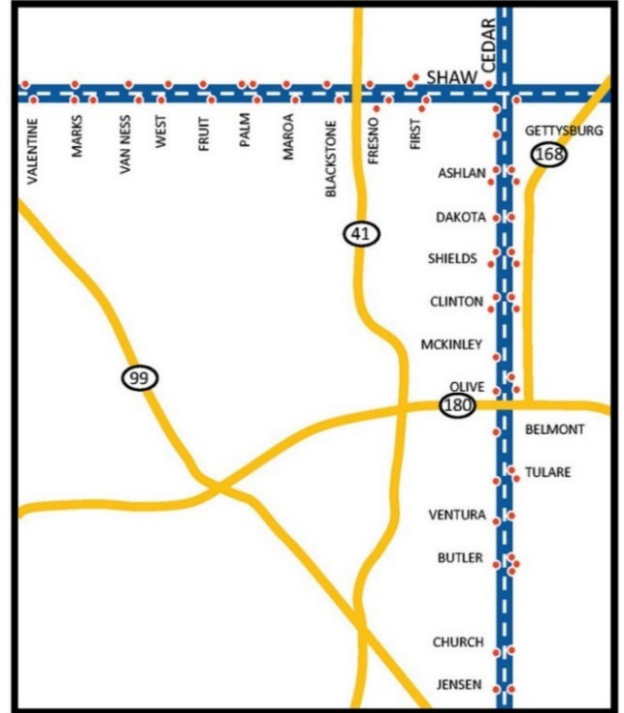 CEDAR
SHAW
VALENTINE
MARKS
VAN NESS
WEST
FRUIT
PALM
MAROA
BLACKSTONE
FRESNO
FIRST
GETTYSBURG
168
ASHLAN
DAKOTA
41
SHIELDS
CLINTON
MCKINLEY
99
OLIVE
180
BELMONT
TULARE
VENTURA
BUTLER
CHURCH
JENSEN